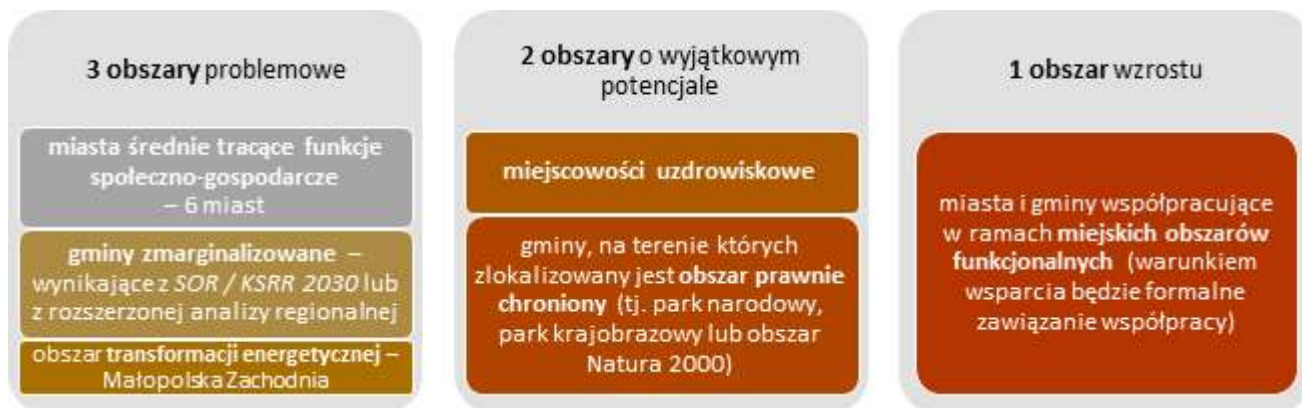 3 obszary problemowe
miasta średnie tracące funkcje
społeczno-gospodarcze
– 6 miast
gminy zmarginalizowane –
wynikające z SOR / KSRR 2030 lub
z rozszerzonej analizy regionalnej
obszar transformacji energetycznej –
Małopolska Zachodnia
2 obszary o wyjątkowym
potencjale
miejscowości uzdrowiskowe
gminy, na terenie których
zlokalizowany jest obszar prawnie
chroniony (tj. park narodowy,
park krajobrazowy lub obszar
Natura 2000)
1 obszar wzrostu
miasta i gminy współpracujące
w ramach miejskich obszarów
funkcjonalnych (warunkiem
wsparcia będzie formalne
zawiązanie współpracy)